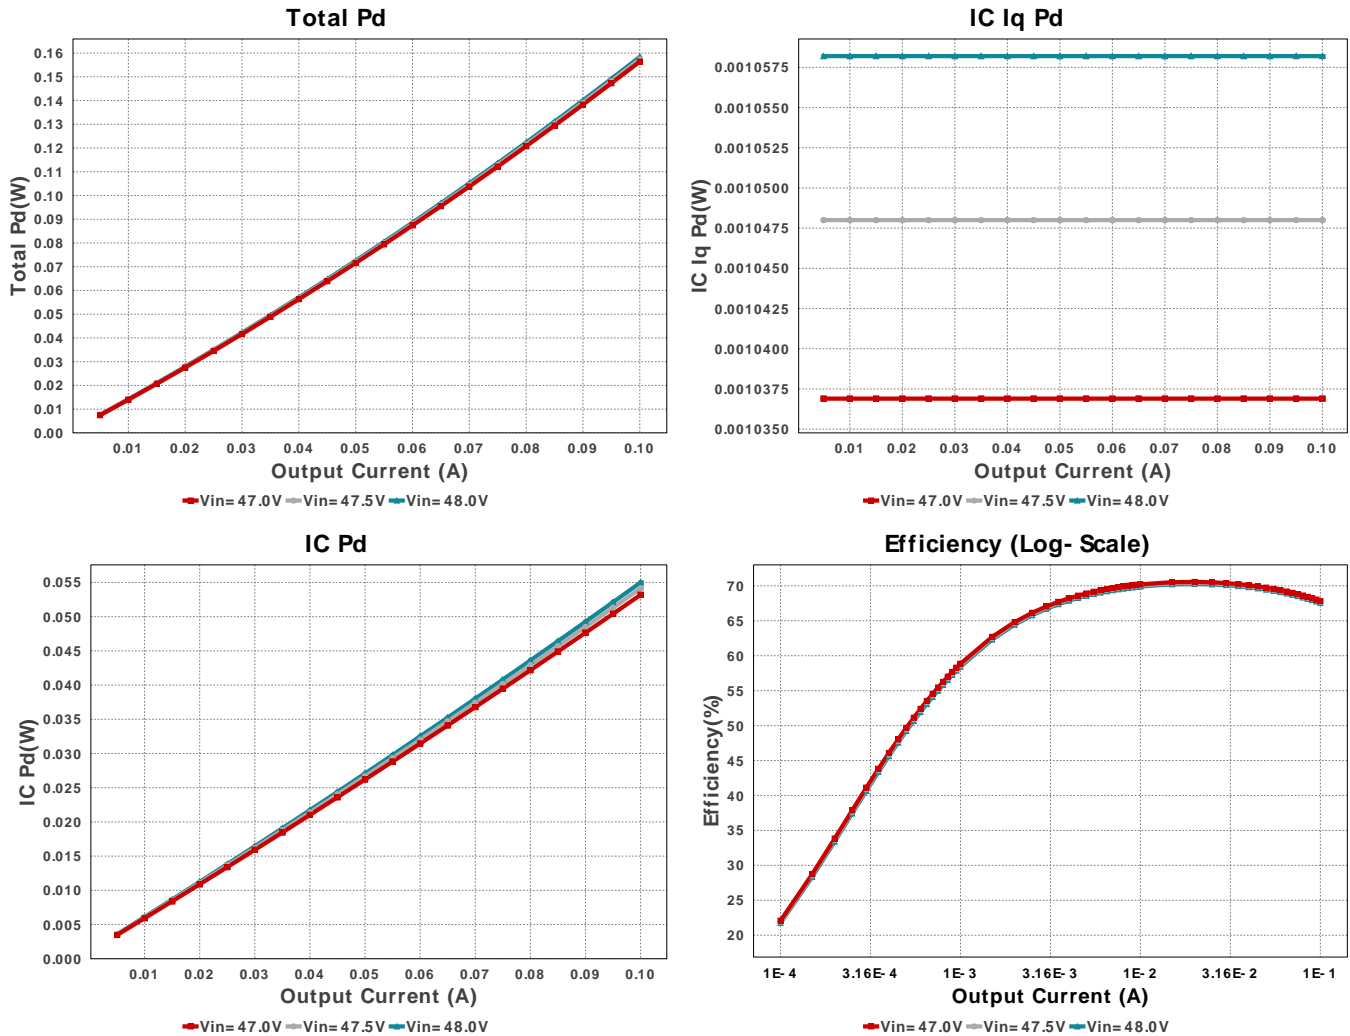 Total Pd
0.16
0.15
0.14
0.13
0.12
0.11
0.10
0.09
0.08
0.07
0.06
0.05
0.04
0.03
0.02
0.01
0.00
Total Pd(W)
0.01 0.02 0.03 0.04 0.05 0.06 0.07 0.08 0.09 0.10
Output Current (A)
Vin= 47.0V Vin= 47.5V Vin= 48.0V
IC Iq Pd
0.0010575
0.0010550
0.0010525
0.0010500
0.0010475
0.0010450
0.0010425
0.0010400
0.0010375
0.0010350
IC Iq Pd(W)
0.01 0.02 0.03 0.04 0.05 0.06 0.07 0.08 0.09 0.10
Output Current (A)
Vin= 47.0V Vin= 47.5V Vin= 48.0V
IC Pd
0.055
0.050
0.045
0.040
0.035
0.030
0.025
0.020
0.015
0.010
0.005
0.000
IC Pd(W)
0.01 0.02 0.03 0.04 0.05 0.06 0.07 0.08 0.09 0.10
Output Current (A)
Vin= 47.0V Vin= 47.5V Vin= 48.0V
Efficiency (Log- Scale)
70
65
60
55
50
45
40
35
30
25
20
Efficiency(%)
1E- 4 3.16E- 4 1E- 3 3.16E- 3 1E- 2 3.16E- 2 1E- 1
Output Current (A)
Vin= 47.0V Vin= 47.5V Vin= 48.0V